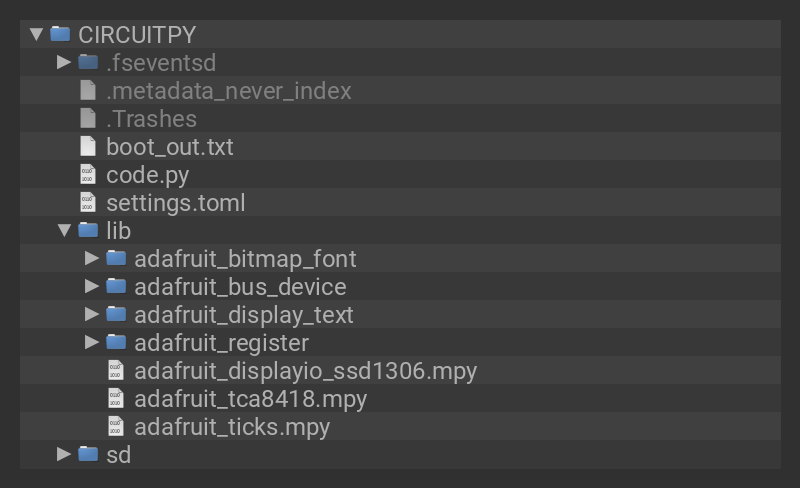 CIRCUITPY
.fseventsd
.metadata_never_index
.Trashes
boot_out.txt
code.py
settings.toml
lib
adafruit_bitmap_font
adafruit_bus_device
adafruit_display_text
adafruit_register
adafruit_displayio_ssd1306.mpy
adafruit_tca8418.mpy
adafruit_ticks.mpy
sd